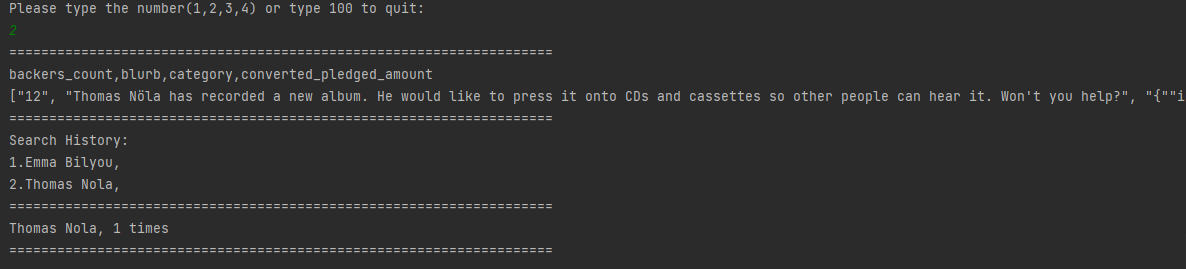 Please type the number(1,2,3,4) or type 100 to quit:
2
====================================================================
backers_count,blurb,category,converted_pledged_amount
["12", "Thomas Nöla has recorded a new album. He would like to press it onto CDs and cassettes so other people can hear it. Won't you help?", "{""i
====================================================================
Search History:
1.Emma Bilyou,
2.Thomas Nola,
====================================================================
Thomas Nola, 1 times
====================================================================